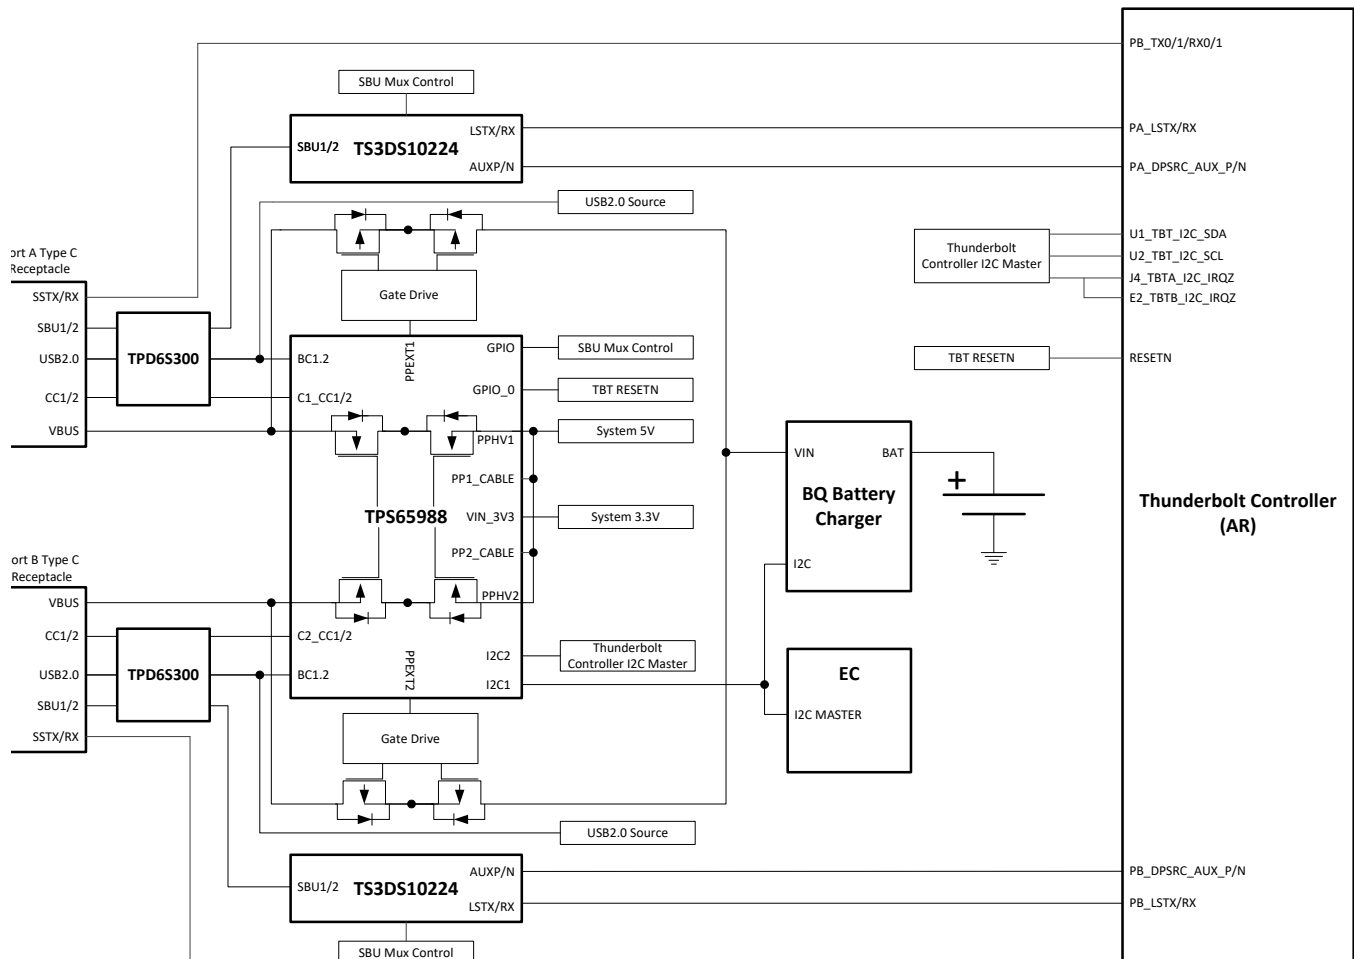 PB_TX0/1/RX0/1
SBU Mux Control
LSTX/RX
SBU1/2
TS3DS10224
AUXP/N
PA_LSTX/RX
PA_DPSRC_AUX_P/N
USB2.0 Source
Thunderbolt
Controller I2C Master
U1_TBT_I2C_SDA
U2_TBT_I2C_SCL
J4_TBTA_I2C_IRQZ
E2_TBTB_I2C_IRQZ
ort A Type C
Receptacle
SSTX/RX
SBU1/2
USB2.0
CC1/2
VBUS
TPD6S300
Gate Drive
PPEXT1
BC1.2
C1_CC1/2
GPIO
SBU Mux Control
GPIO_0
TBT RESETN
TBT RESETN
RESETN
PPHV1
System 5V
PP1_CABLE
TPS65988
VIN_3V3
System 3.3V
PP2_CABLE
PPHV2
VIN
BAT
BQ Battery
Charger
I2C
+
Thunderbolt Controller
(AR)
ort B Type C
Receptacle
VBUS
CC1/2
USB2.0
SBU1/2
SSTX/RX
TPD6S300
C2_CC1/2
BC1.2
PPEXT2
I2C2
Thunderbolt
Controller I2C Master
I2C1
EC
I2C MASTER
Gate Drive
USB2.0 Source
AUXP/N
SBU1/2
TS3DS10224
LSTX/RX
PB_DPSRC_AUX_P/N
PB_LSTX/RX
SBU Mux Control